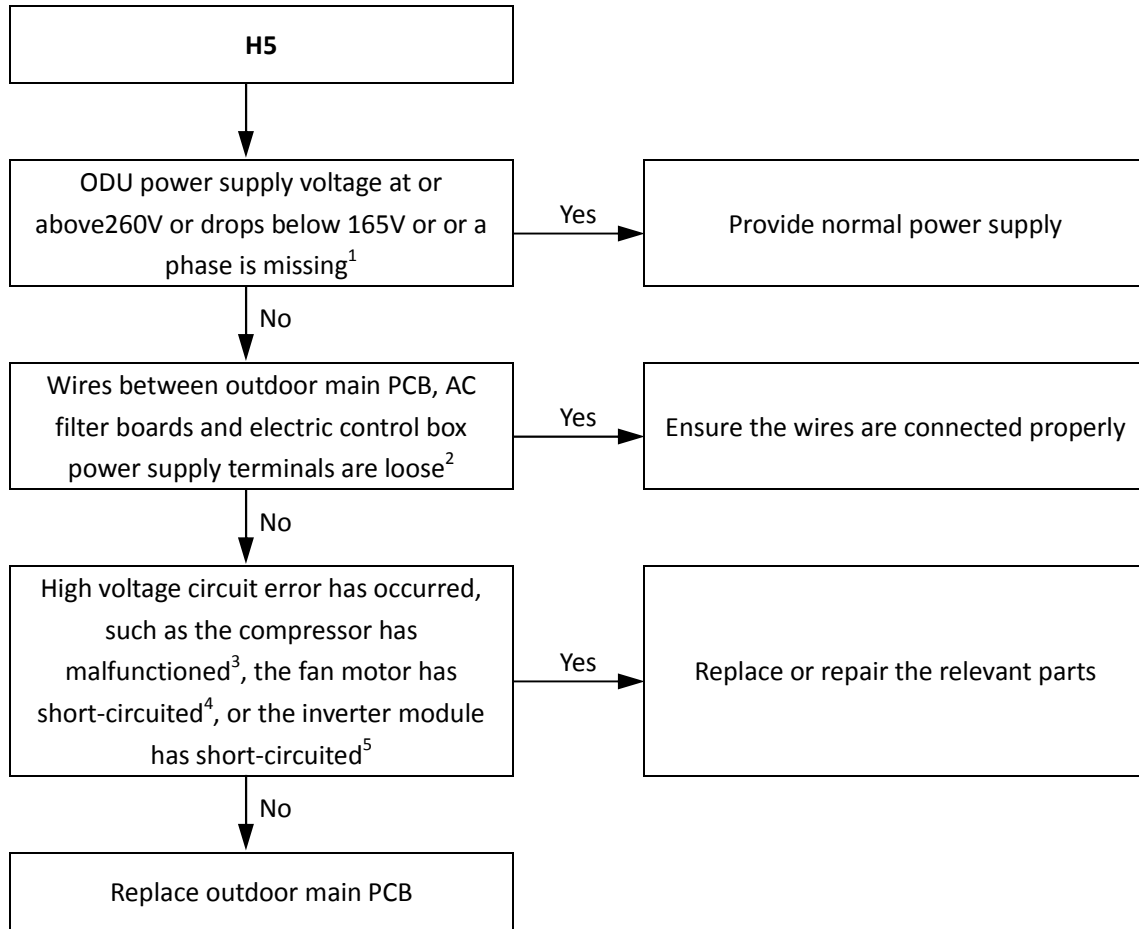 H5
ODU power supply voltage at or
above260V or drops below 165V or or a
phase is missing1
Yes
Provide normal power supply
No
Wires between outdoor main PCB, AC
filter boards and electric control box
power supply terminals are loose2
Yes
Ensure the wires are connected properly
No
High voltage circuit error has occurred,
such as the compressor has
malfunctioned3, the fan motor has
short-circuited4, or the inverter module
has short-circuited5
Yes
Replace or repair the relevant parts
No
Replace outdoor main PCB